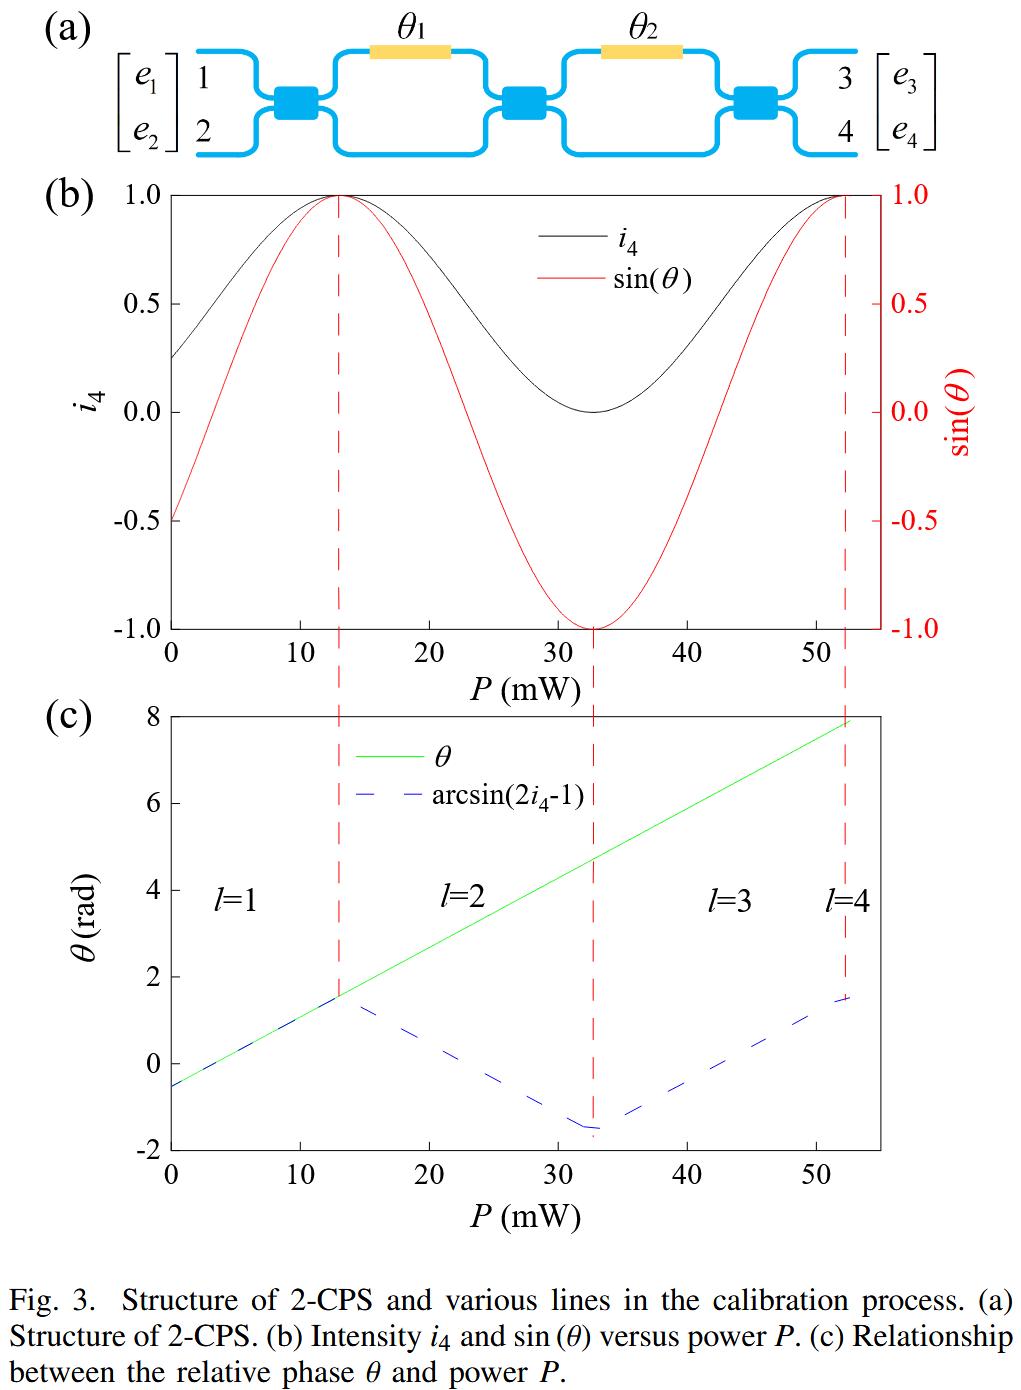 (a)
θ1 θ2
e1 1 3 e3
e2 2 4 e4
(b)
1.0 1.0
i4
sin(θ)
0.5 0.5
i4 0.0 0.0 sin(θ)
-0.5 -0.5
-1.0 -1.0
0 10 20 30 40 50
P (mW)
(c)
8
θ
arcsin(2i4-1)
6
4
l=1 l=2 l=3 l=4
θ (rad)
2
0
-2
0 10 20 30 40 50
P (mW)
Fig. 3. Structure of 2-CPS and various lines in the calibration process. (a)
Structure of 2-CPS. (b) Intensity i4 and sin (θ) versus power P. (c) Relationship
between the relative phase θ and power P.